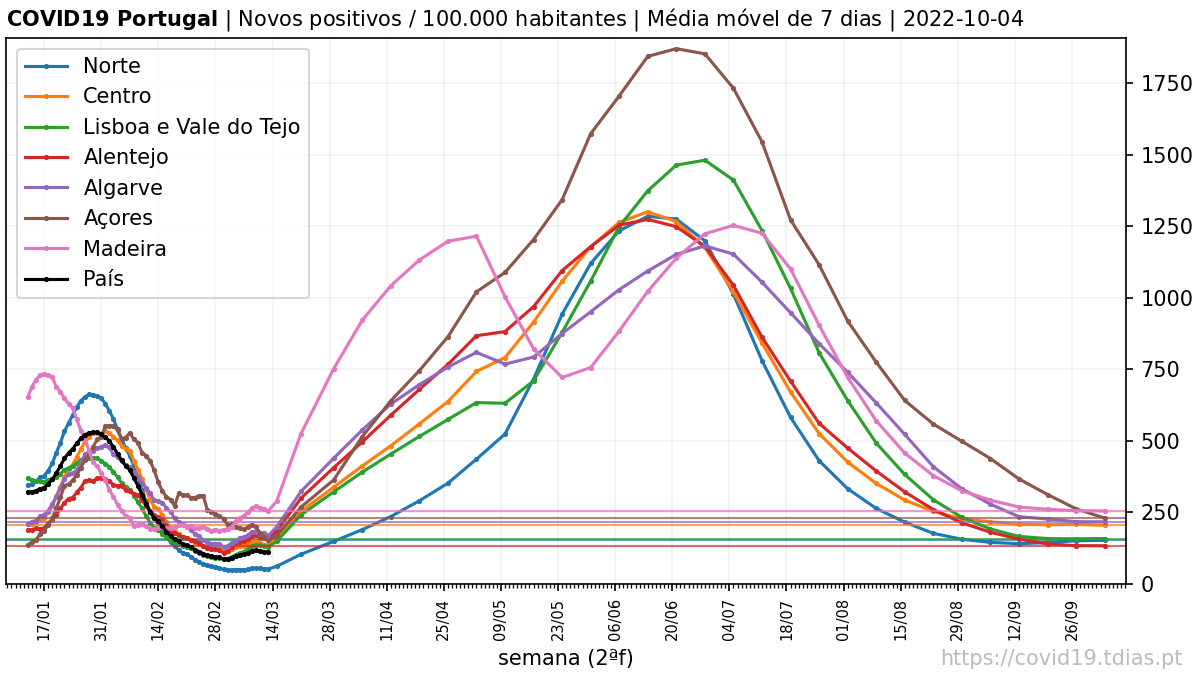 COVID19 Portugal | Novos positivos / 100.000 habitantes | Média móvel de 7 dias | 2022-10-04
Norte
Centro
Lisboa e Vale do Tejo
Alentejo
Algarve
Açores
Madeira
País
1750
1500
1250
1000
750
500
250
0
17/01
31/01
14/02
28/02
14/03
28/03
11/04
25/04
09/05
23/05
06/06
20/06
04/07
18/07
01/08
15/08
29/08
12/09
26/09
semana (2ªf)
https://covid19.tdias.pt